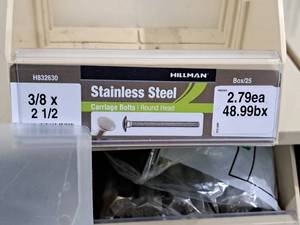 HILLMAN
H832630
Box/25
Stainless Steel
Carriage Bolts | Round Head
3/8 x
2 1/2
2.79ea
48.99bx